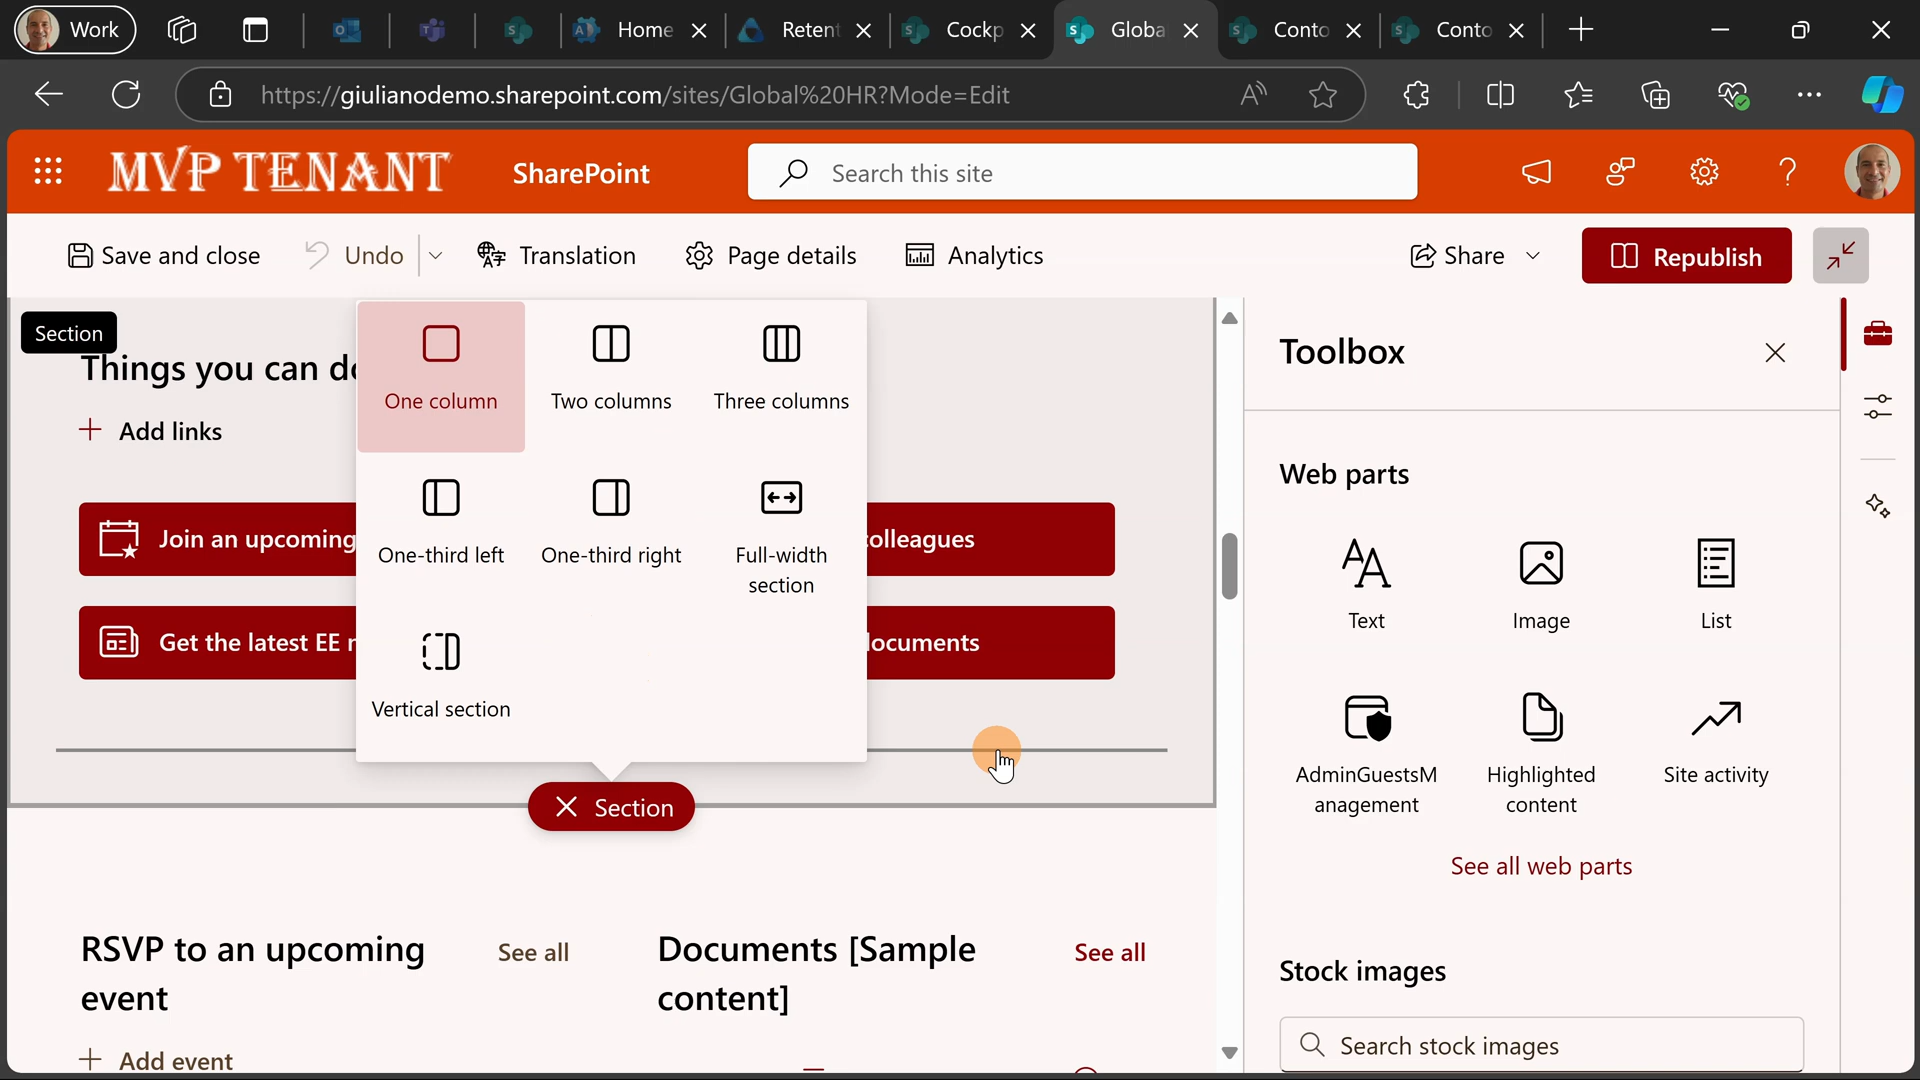 Work
Home
Reten
Cockp
Globa
Conto
Conto
https://giulianodemo.sharepoint.com/sites/Global%20HR?Mode=Edit
MVP TENANT
SharePoint
Search this site
Save and close
Undo
Translation
Page details
Analytics
Share
Republish
Section
Things you can do
Add links
Join an upcoming
colleagues
Get the latest EE n
documents
One column
Two columns
Three columns
One-third left
One-third right
Full-width
section
Vertical section
Section
RSVP to an upcoming
event
See all
Add event
Documents [Sample
content]
See all
Toolbox
Web parts
Text
Image
List
AdminGuestsM
anagement
Highlighted
content
Site activity
See all web parts
Stock images
Search stock images